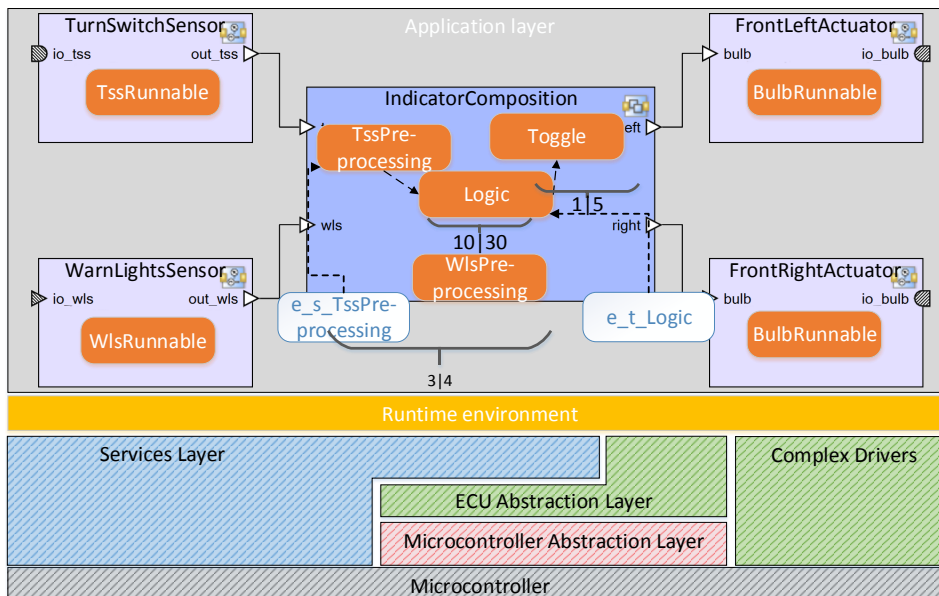 Application layer
TurnSwitchSensor
io_tss
out_tss
TssRunnable
FrontLeftActuator
bulb
io_bulb
BulbRunnable
IndicatorComposition
TssPre-
processing
Toggle
eft
Logic
1|5
wls
right
10|30
WlsPre-
processing
WarnLightsSensor
io_wls
out_wls
WlsRunnable
FrontRightActuator
bulb
io_bulb
BulbRunnable
e_s_TssPre-
processing
e_t_Logic
3|4
Runtime environment
Services Layer
Complex Drivers
ECU Abstraction Layer
Microcontroller Abstraction Layer
Microcontroller